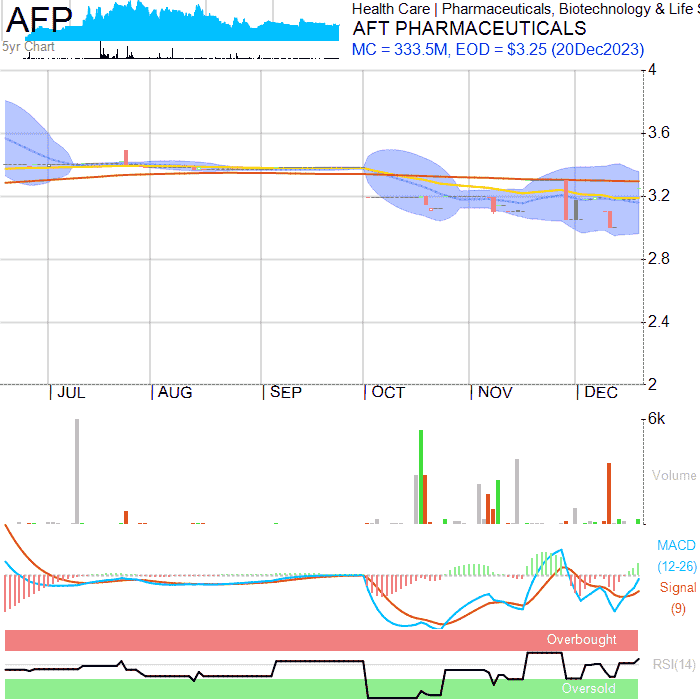 AFP
5yr Chart
Health Care | Pharmaceuticals, Biotechnology & Life S
AFT PHARMACEUTICALS
MC = 333.5M, EOD = $3.25 (20Dec2023)
4
3.6
3.2
2.8
2.4
2
JUL AUG SEP OCT NOV DEC
6k
Volume
MACD
(12-26)
Signal
(9)
Overbought
RSI(14)
Oversold